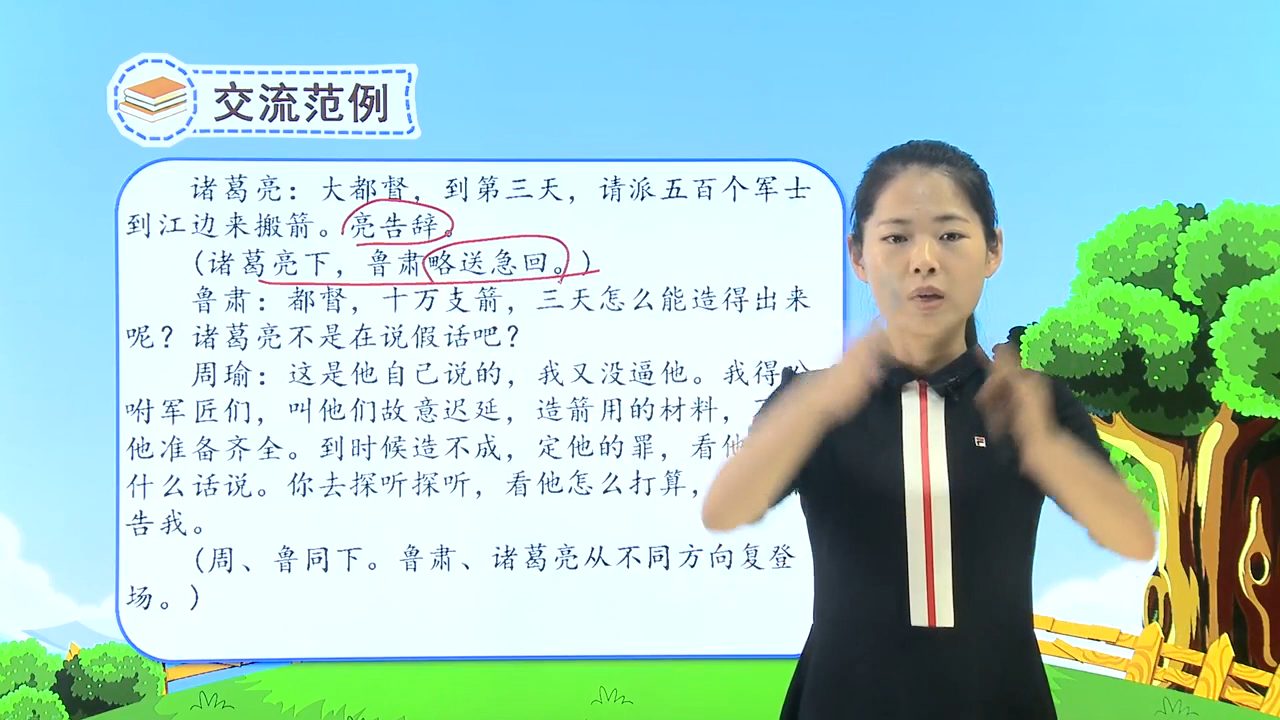 交流范例
诸葛亮：大都督，到第三天，请派五百个军士
到江边来搬箭。亮告辞。
(诸葛亮下，鲁肃略送急回。)
鲁肃：都督，十万支箭，三天怎么能造得出来
呢？诸葛亮不是在说假话吧？
周瑜：这是他自己说的，我又没逼他。我得
咐军匠们，叫他们故意迟延，造箭用的材料，
他准备齐全。到时候造不成，定他的罪，看他
什么话说。你去探听探听，看他怎么打算，
告我。
(周、鲁同下。鲁肃、诸葛亮从不同方向复登
场。)